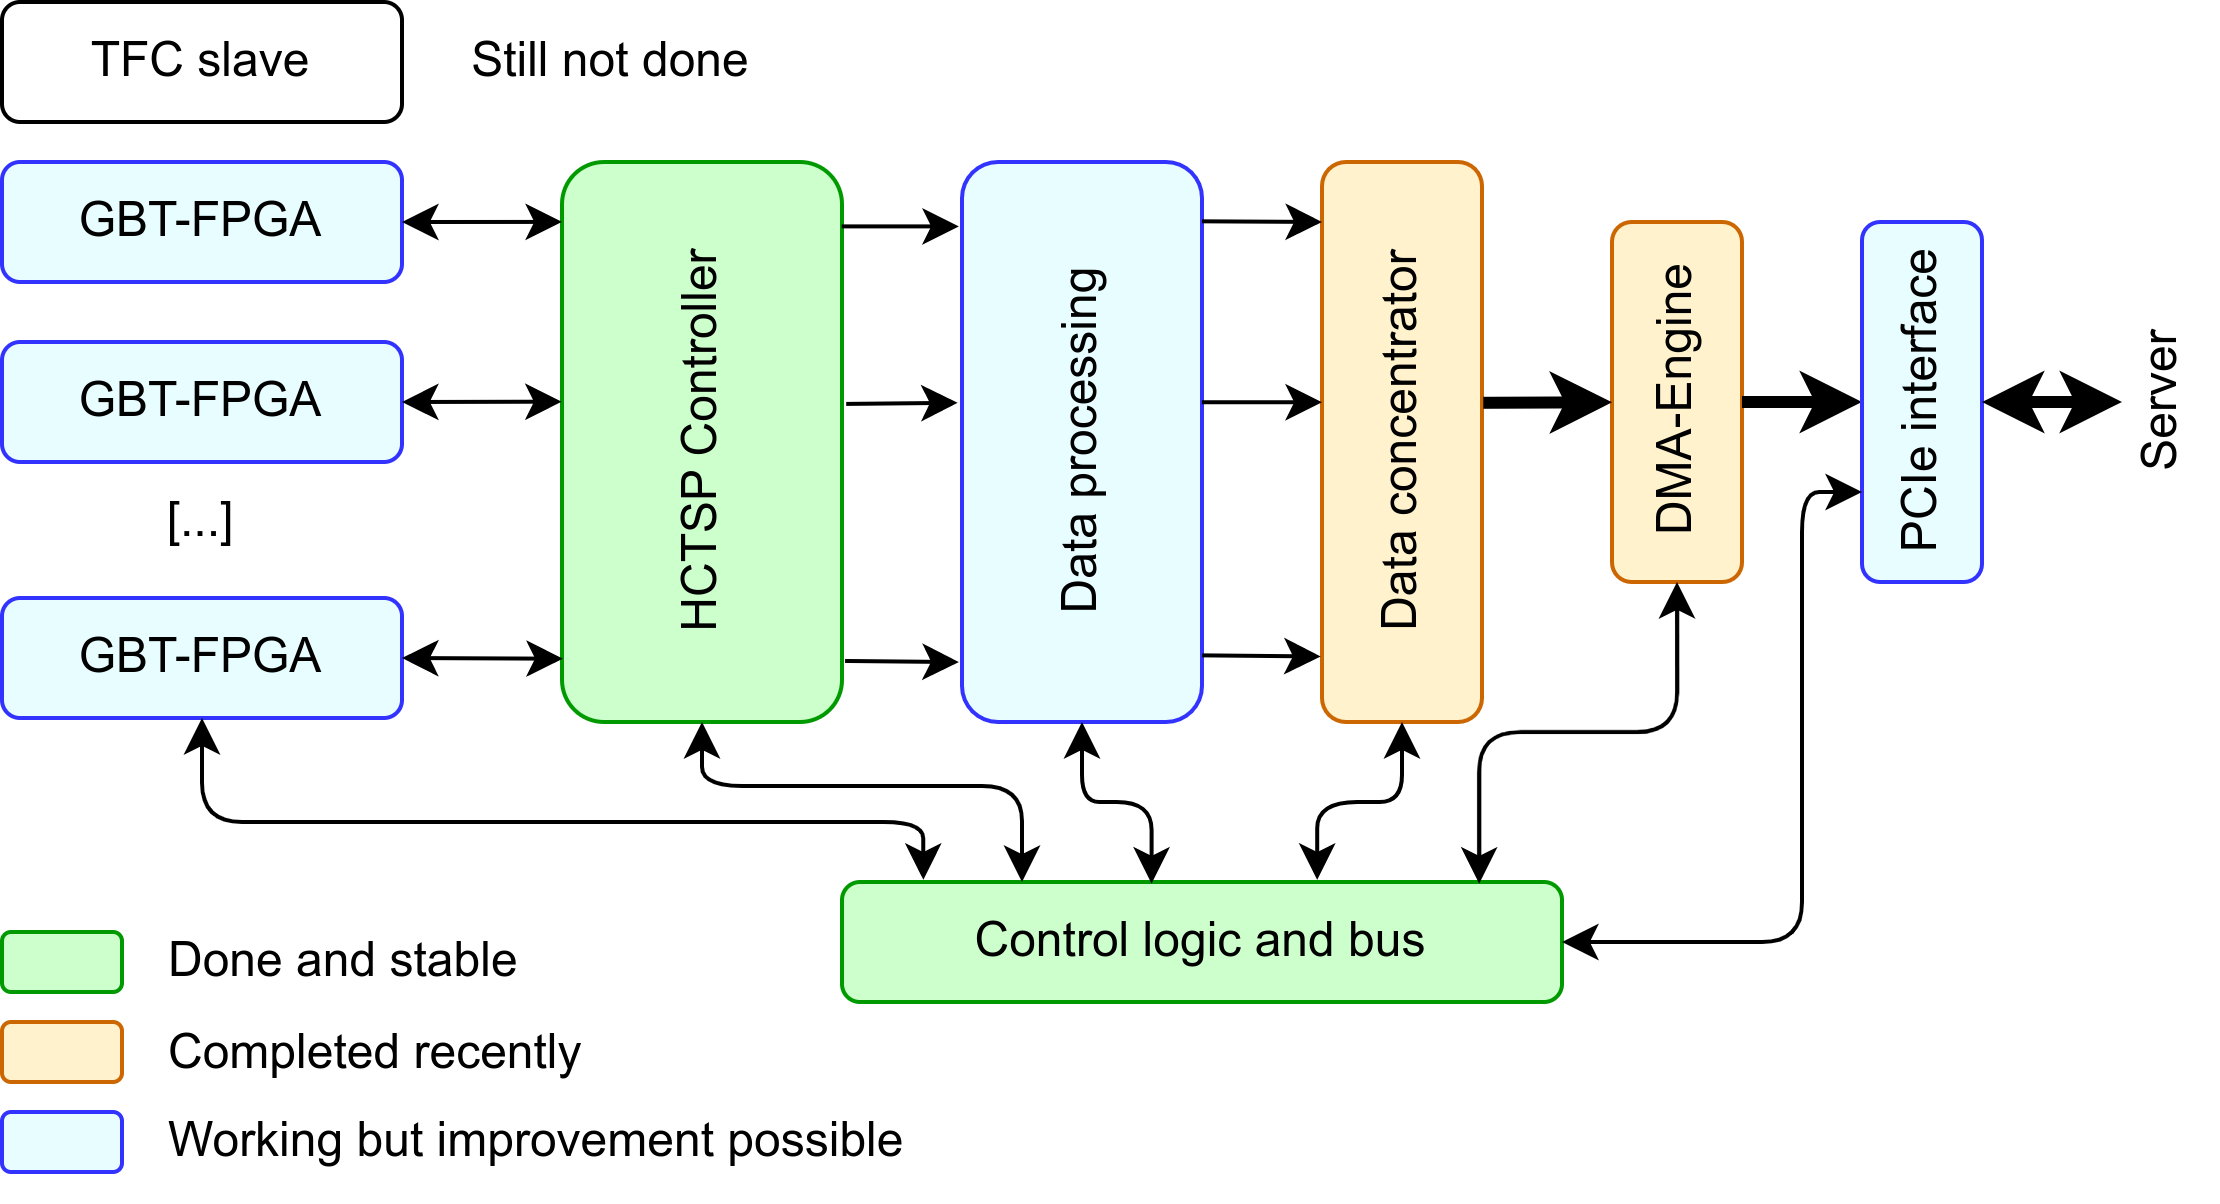 TFC slave
Still not done
GBT-FPGA
GBT-FPGA
[...]
GBT-FPGA
HCTSP Controller
Data processing
Data concentrator
DMA-Engine
PCIe interface
Server
Control logic and bus
Done and stable
Completed recently
Working but improvement possible